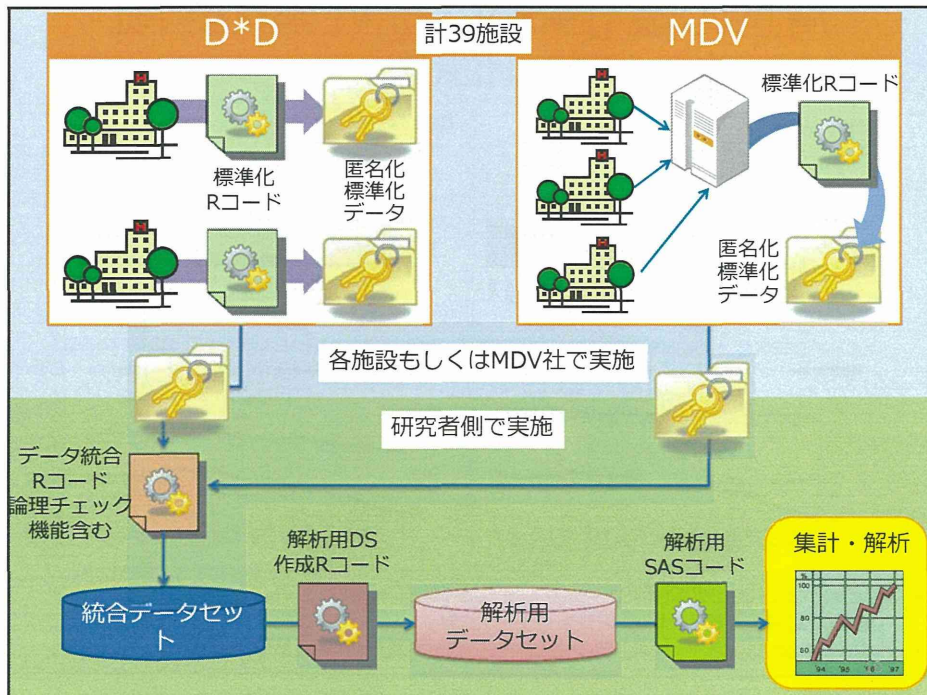 D*D
計39施設
MDV
標準化
Rコード
匿名化
標準化
データ
標準化Rコード
匿名化
標準化
データ
各施設もしくはMDV社で実施
研究者側で実施
データ統合
Rコード
論理チェック
機能含む
統合データセッ
ト
解析用DS
作成Rコード
解析用
データセット
解析用
SASコード
集計・解析
%
100
80
60
'94
'95
'97